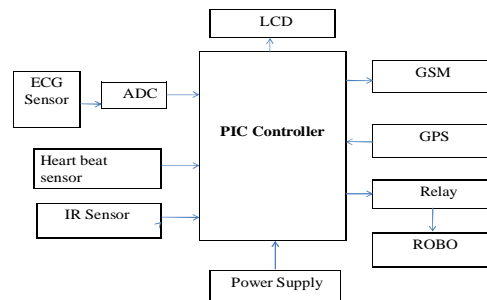 LCD
ECG
Sensor
ADC
GSM
PIC Controller
GPS
Heart beat
sensor
Relay
IR Sensor
ROBO
Power Supply